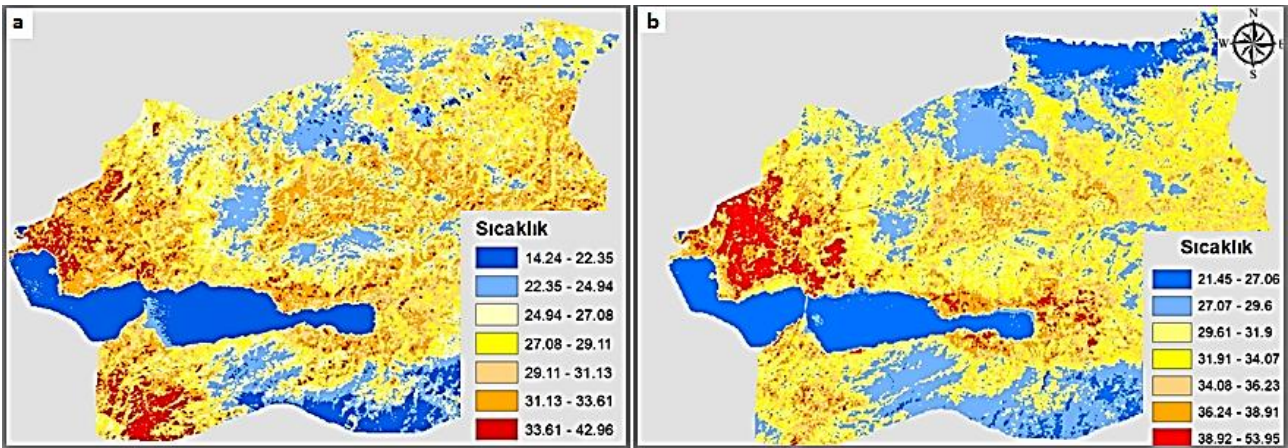 a
Sıcaklık
14.24 - 22.35
22.35 - 24.94
24.94 - 27.08
27.08 - 29.11
29.11 - 31.13
31.13 - 33.61
33.61 - 42.96
b
N
W
E
S
Sıcaklık
21.45 - 27.06
27.07 - 29.6
29.61 - 31.9
31.91 - 34.07
34.08 - 36.23
36.24 - 38.91
38.92 - 53.95